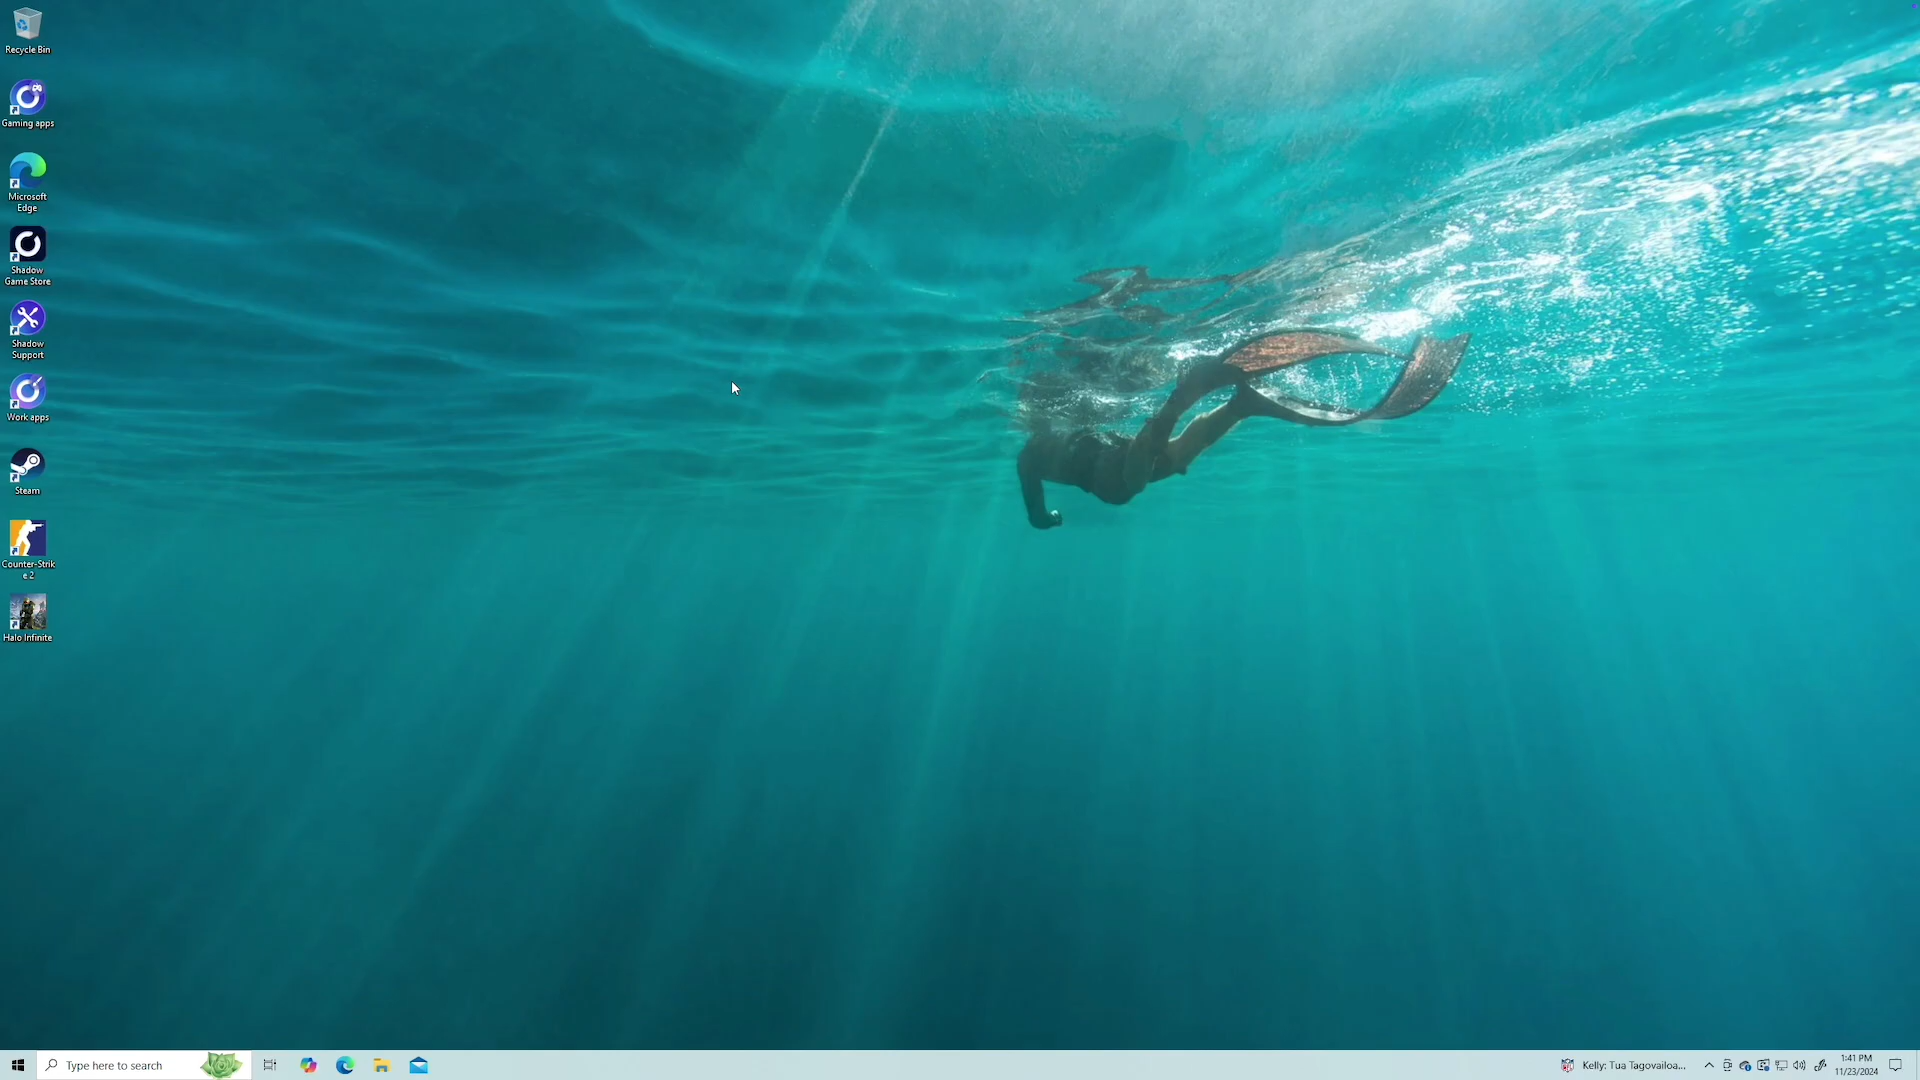 Recycle Bin
Gaming apps
Microsoft
Edge
Shadow
Game Store
Shadow
Support
Work apps
Steam
Counter-Strik
e 2
Halo Infinite
Type here to search
Kelly: Tua Tagovailoa...
1:41 PM
11/23/2024